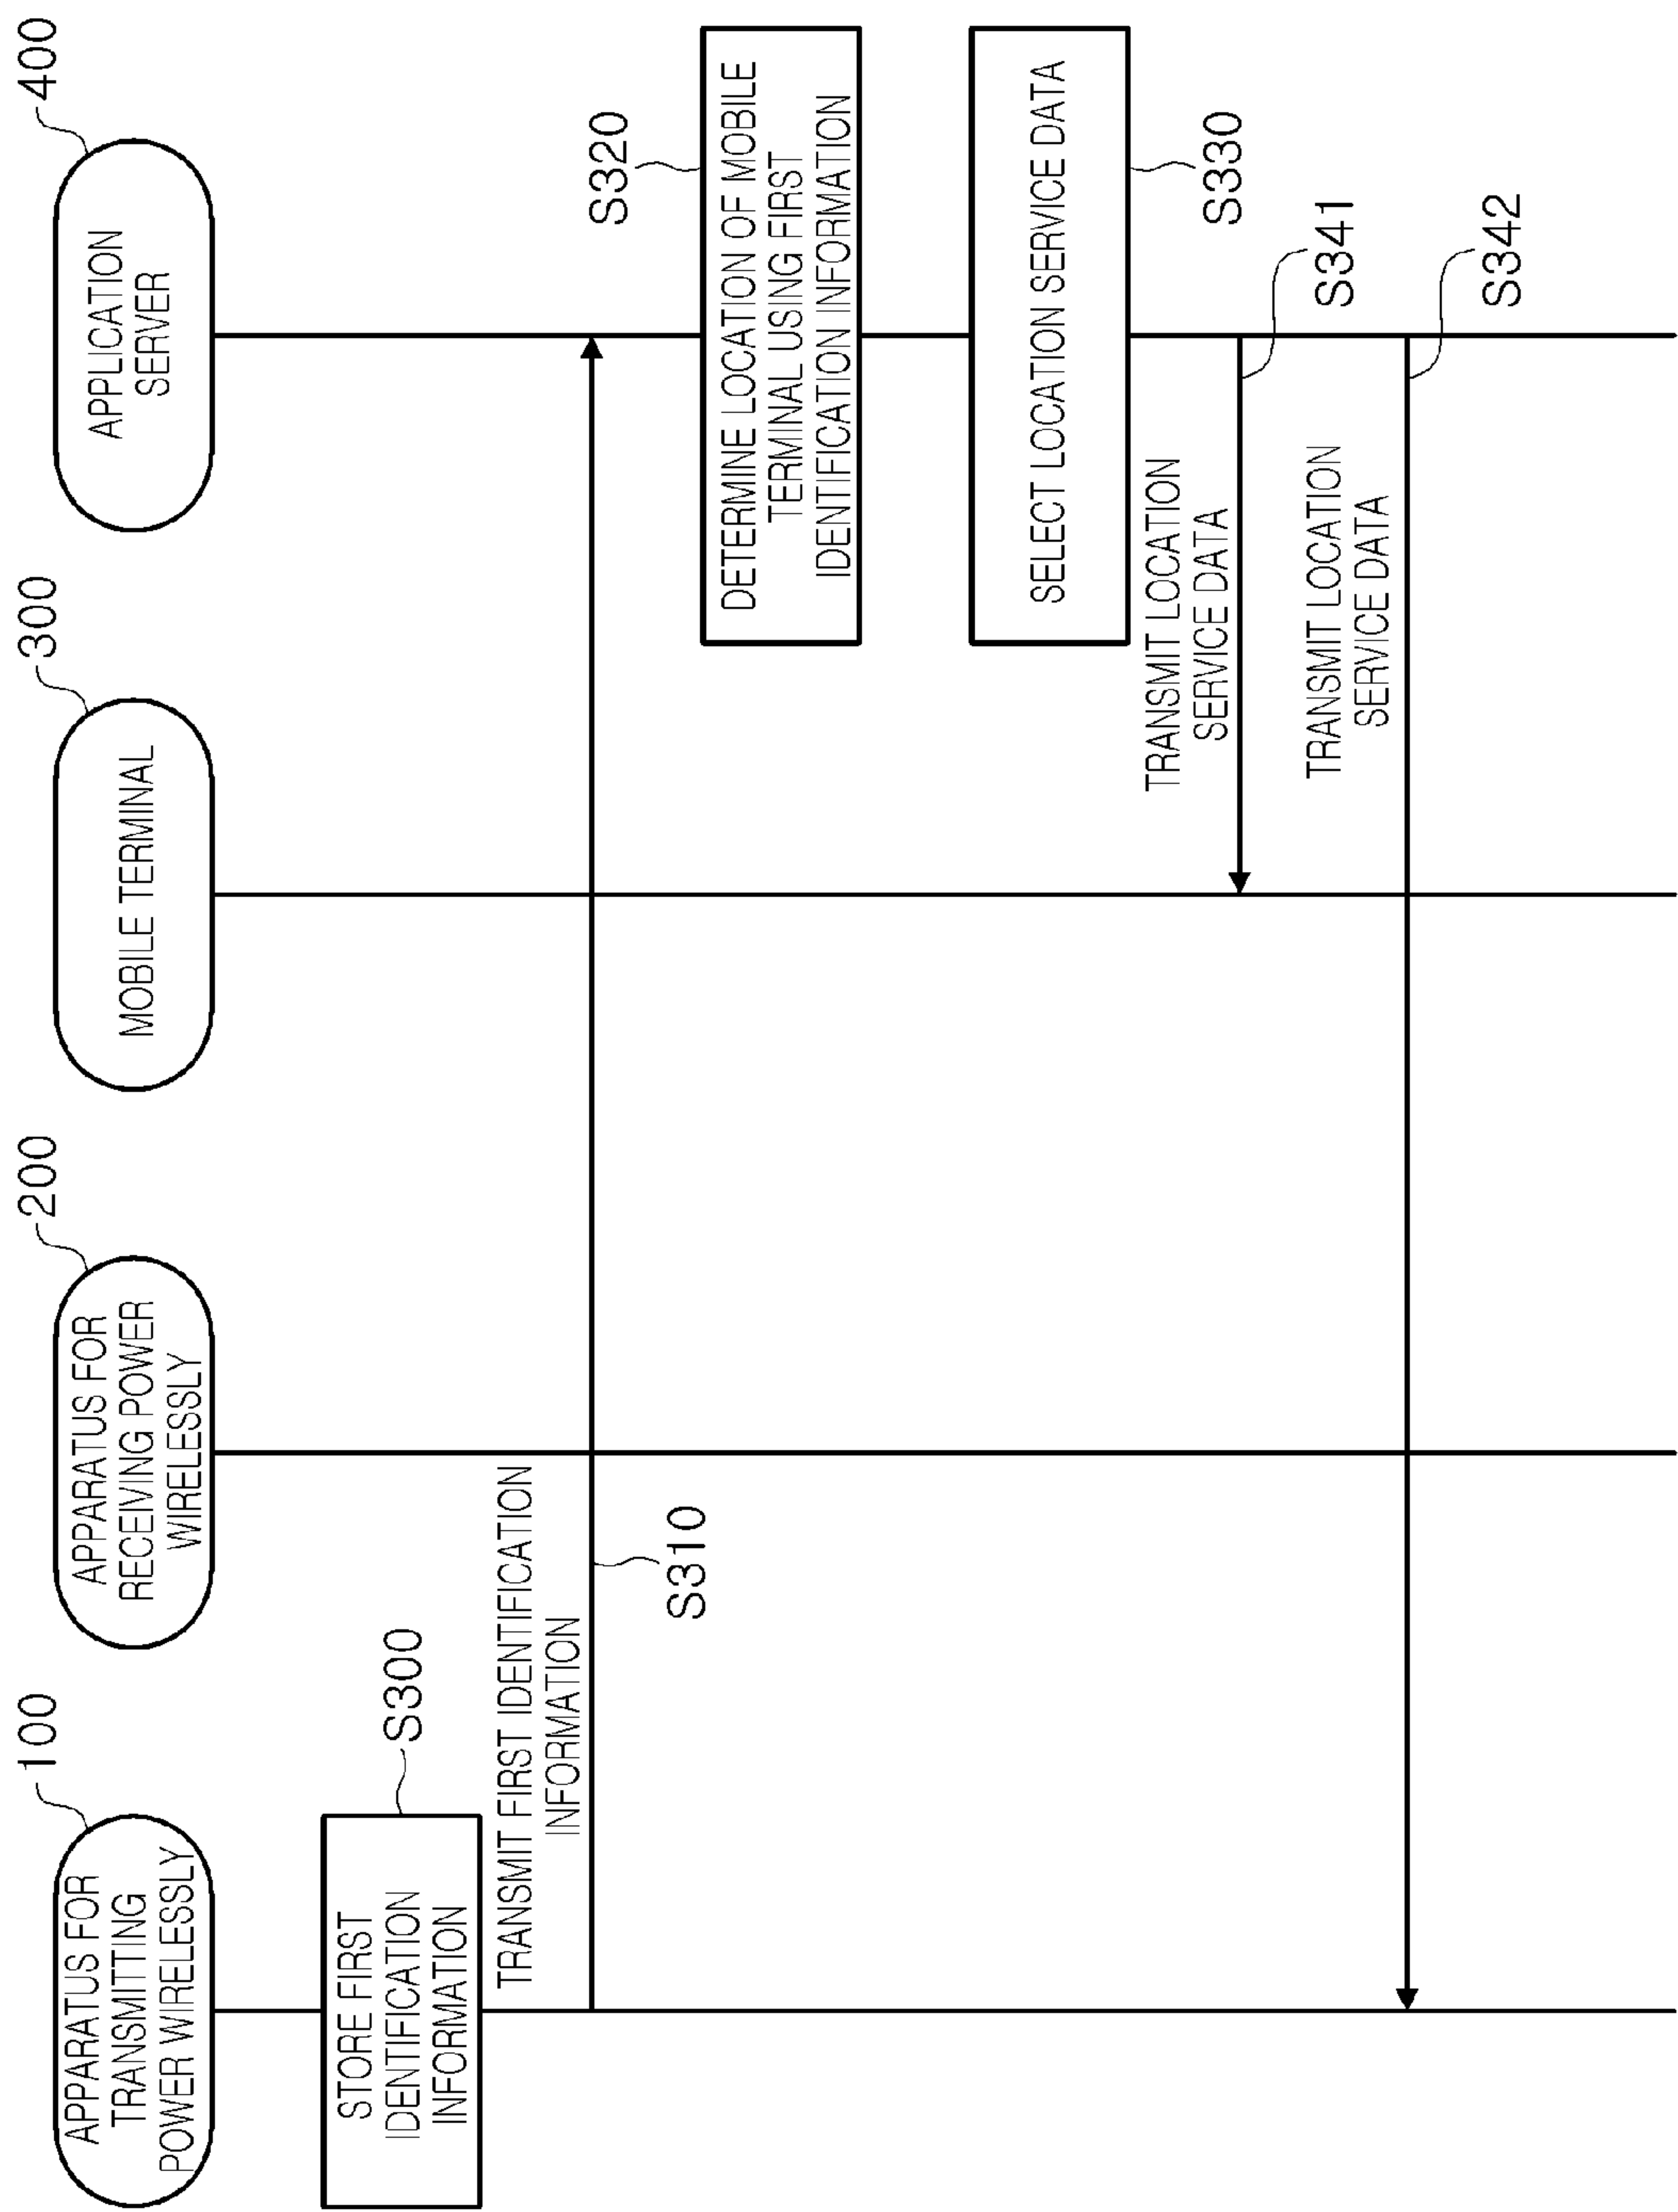 100
200
300
400
APPARATUS FOR
TRANSMITTING
POWER WIRELESSLY
APPARATUS FOR
RECEIVING POWER
WIRELESSLY
MOBILE TERMINAL
APPLICATION
SERVER
STORE FIRST
IDENTIFICATION
INFORMATION
S300
TRANSMIT FIRST IDENTIFICATION
INFORMATION
S310
S320
DETERMINE LOCATION OF MOBILE
TERMINAL USING FIRST
IDENTIFICATION INFORMATION
SELECT LOCATION SERVICE DATA
S330
TRANSMIT LOCATION
SERVICE DATA
S341
TRANSMIT LOCATION
SERVICE DATA
S342